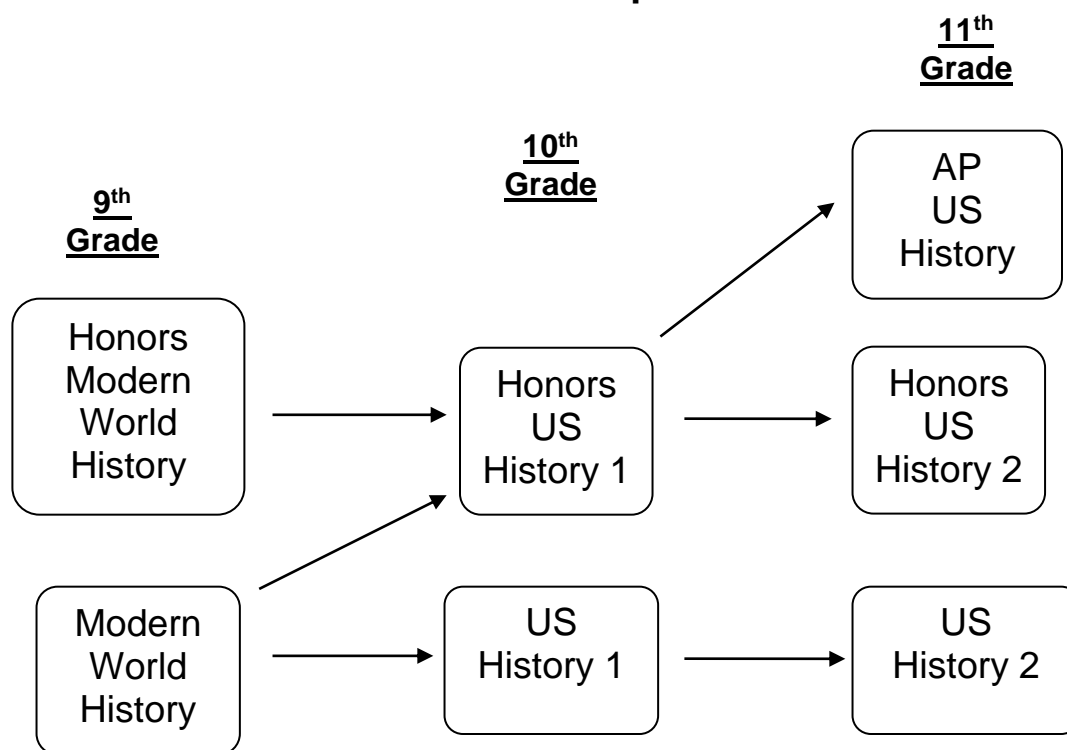 11th
Grade
10th
Grade
9th
Grade
AP
US
History
Honors
Modern
World
History
Honors
US
History 1
Honors
US
History 2
Modern
World
History
US
History 1
US
History 2